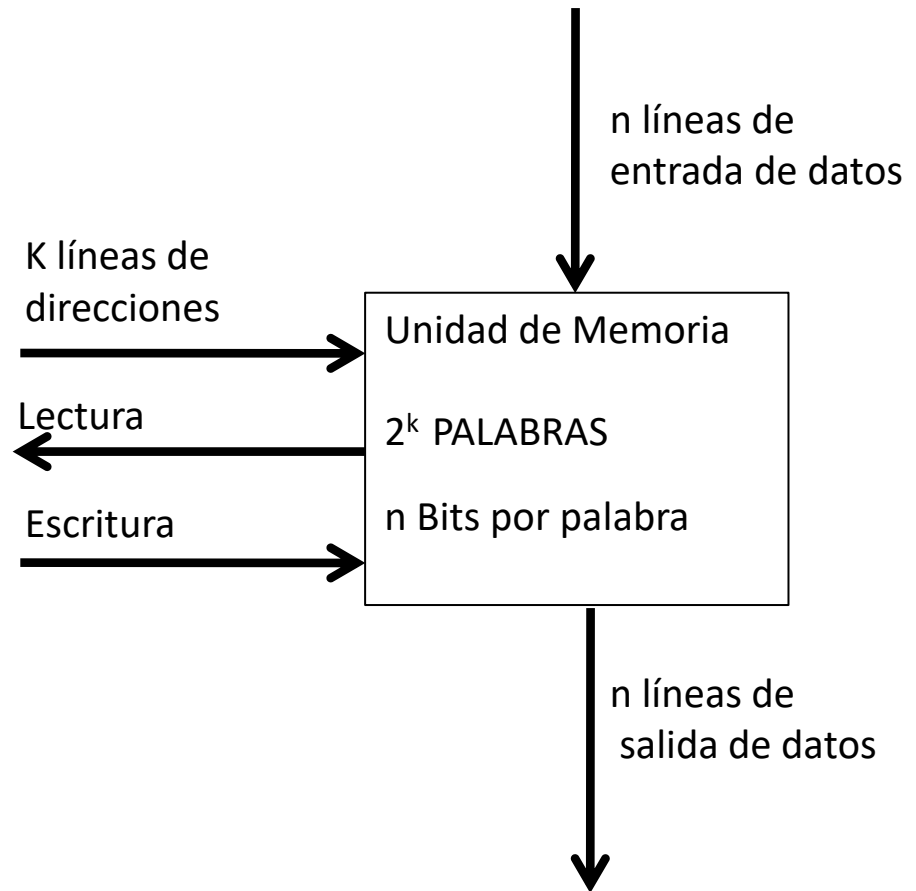 n líneas de
entrada de datos
K líneas de
direcciones
Unidad de Memoria
Lectura
2ᵏ PALABRAS
Escritura
n Bits por palabra
n líneas de
salida de datos